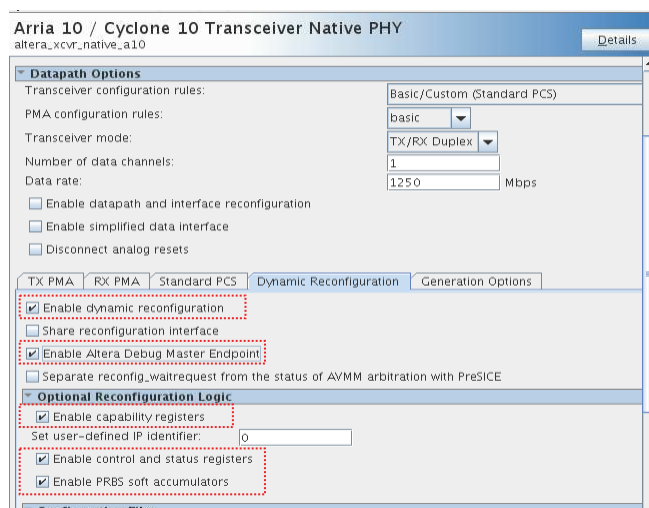 Arria 10 / Cyclone 10 Transceiver Native PHY
altera_xcvr_native_a10
Details
Datapath Options
Transceiver configuration rules: Basic/Custom (Standard PCS)
PMA configuration rules: basic
Transceiver mode: TX/RX Duplex
Number of data channels: 1
Data rate: 1250 Mbps
Enable datapath and interface reconfiguration
Enable simplified data interface
Disconnect analog resets
TX PMA RX PMA Standard PCS Dynamic Reconfiguration Generation Options
Enable dynamic reconfiguration
Share reconfiguration interface
Enable Altera Debug Master Endpoint
Separate reconfig_waitrequest from the status of AVMM arbitration with PreSICE
Optional Reconfiguration Logic
Enable capability registers
Set user-defined IP identifier: 0
Enable control and status registers
Enable PRBS soft accumulators